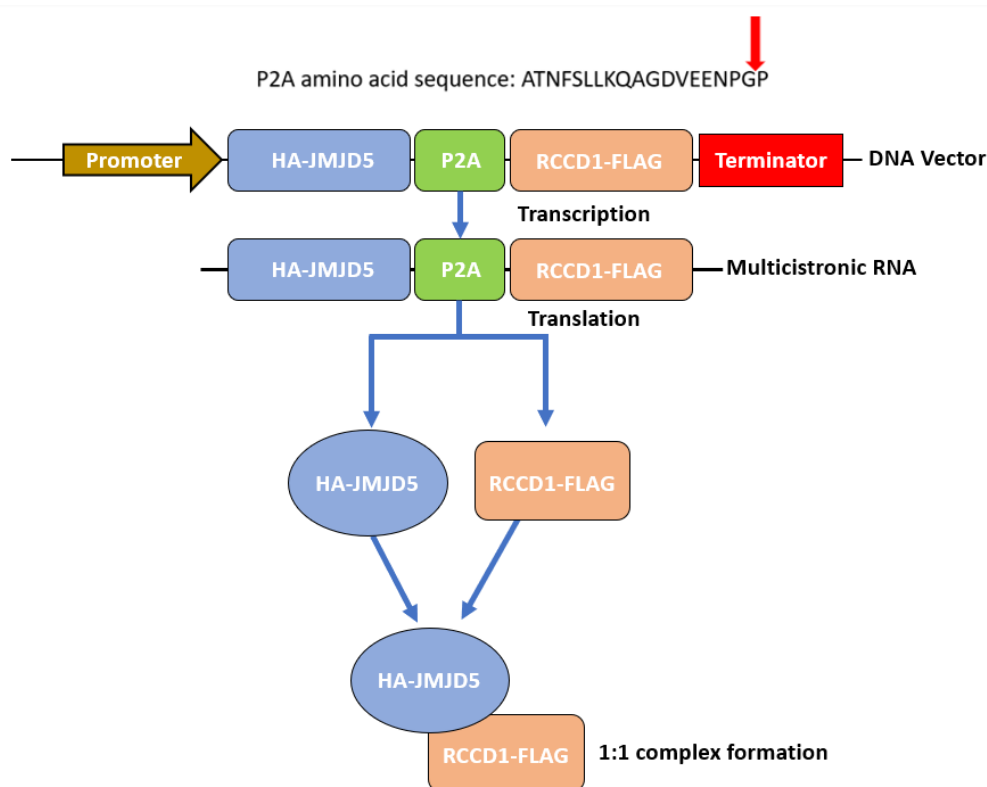 P2A amino acid sequence: ATNFSLLKQAGDVEENPGP
Promoter HA-JMJD5 P2A RCCD1-FLAG Terminator DNA Vector
Transcription
HA-JMJD5 P2A RCCD1-FLAG Multicistronic RNA
Translation
HA-JMJD5 RCCD1-FLAG
HA-JMJD5
RCCD1-FLAG 1:1 complex formation